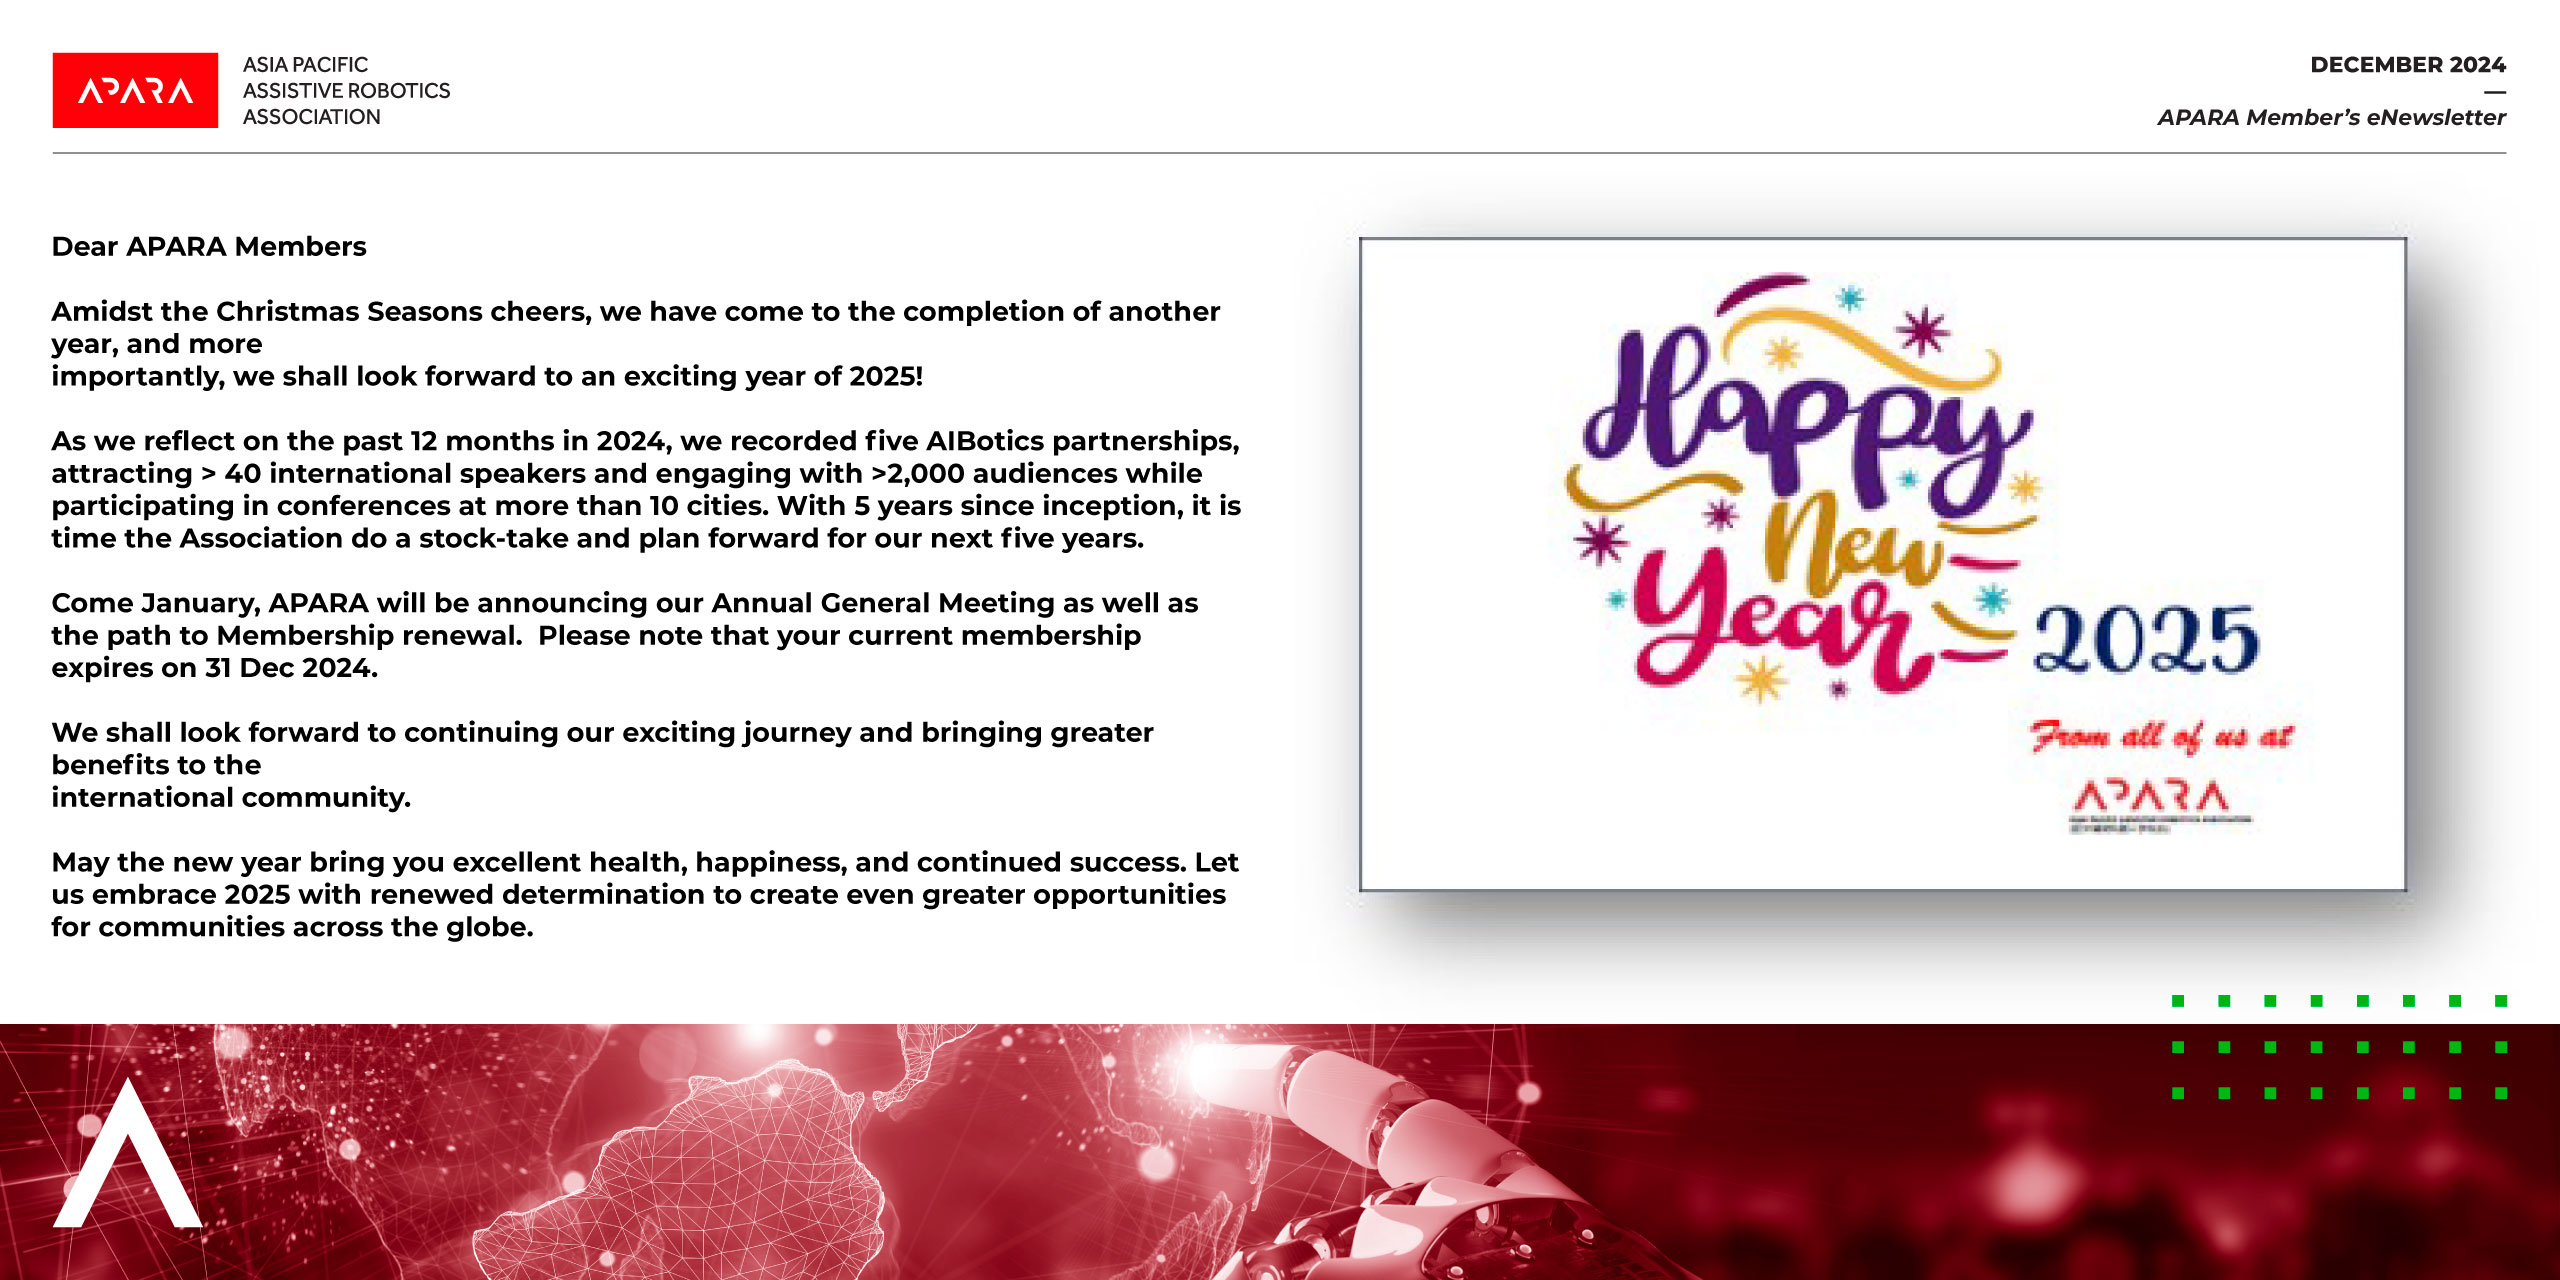 APARA
ASIA PACIFIC
ASSISTIVE ROBOTICS
ASSOCIATION
DECEMBER 2024
—
APARA Member’s eNewsletter
Dear APARA Members
Amidst the Christmas Seasons cheers, we have come to the completion of another
year, and more
importantly, we shall look forward to an exciting year of 2025!
As we reflect on the past 12 months in 2024, we recorded five AIBotics partnerships,
attracting > 40 international speakers and engaging with >2,000 audiences while
participating in conferences at more than 10 cities. With 5 years since inception, it is
time the Association do a stock-take and plan forward for our next five years.
Come January, APARA will be announcing our Annual General Meeting as well as
the path to Membership renewal.  Please note that your current membership
expires on 31 Dec 2024.
We shall look forward to continuing our exciting journey and bringing greater
benefits to the
international community.
May the new year bring you excellent health, happiness, and continued success. Let
us embrace 2025 with renewed determination to create even greater opportunities
for communities across the globe.
Happy
New
Year
2025
From all of us at
APARA